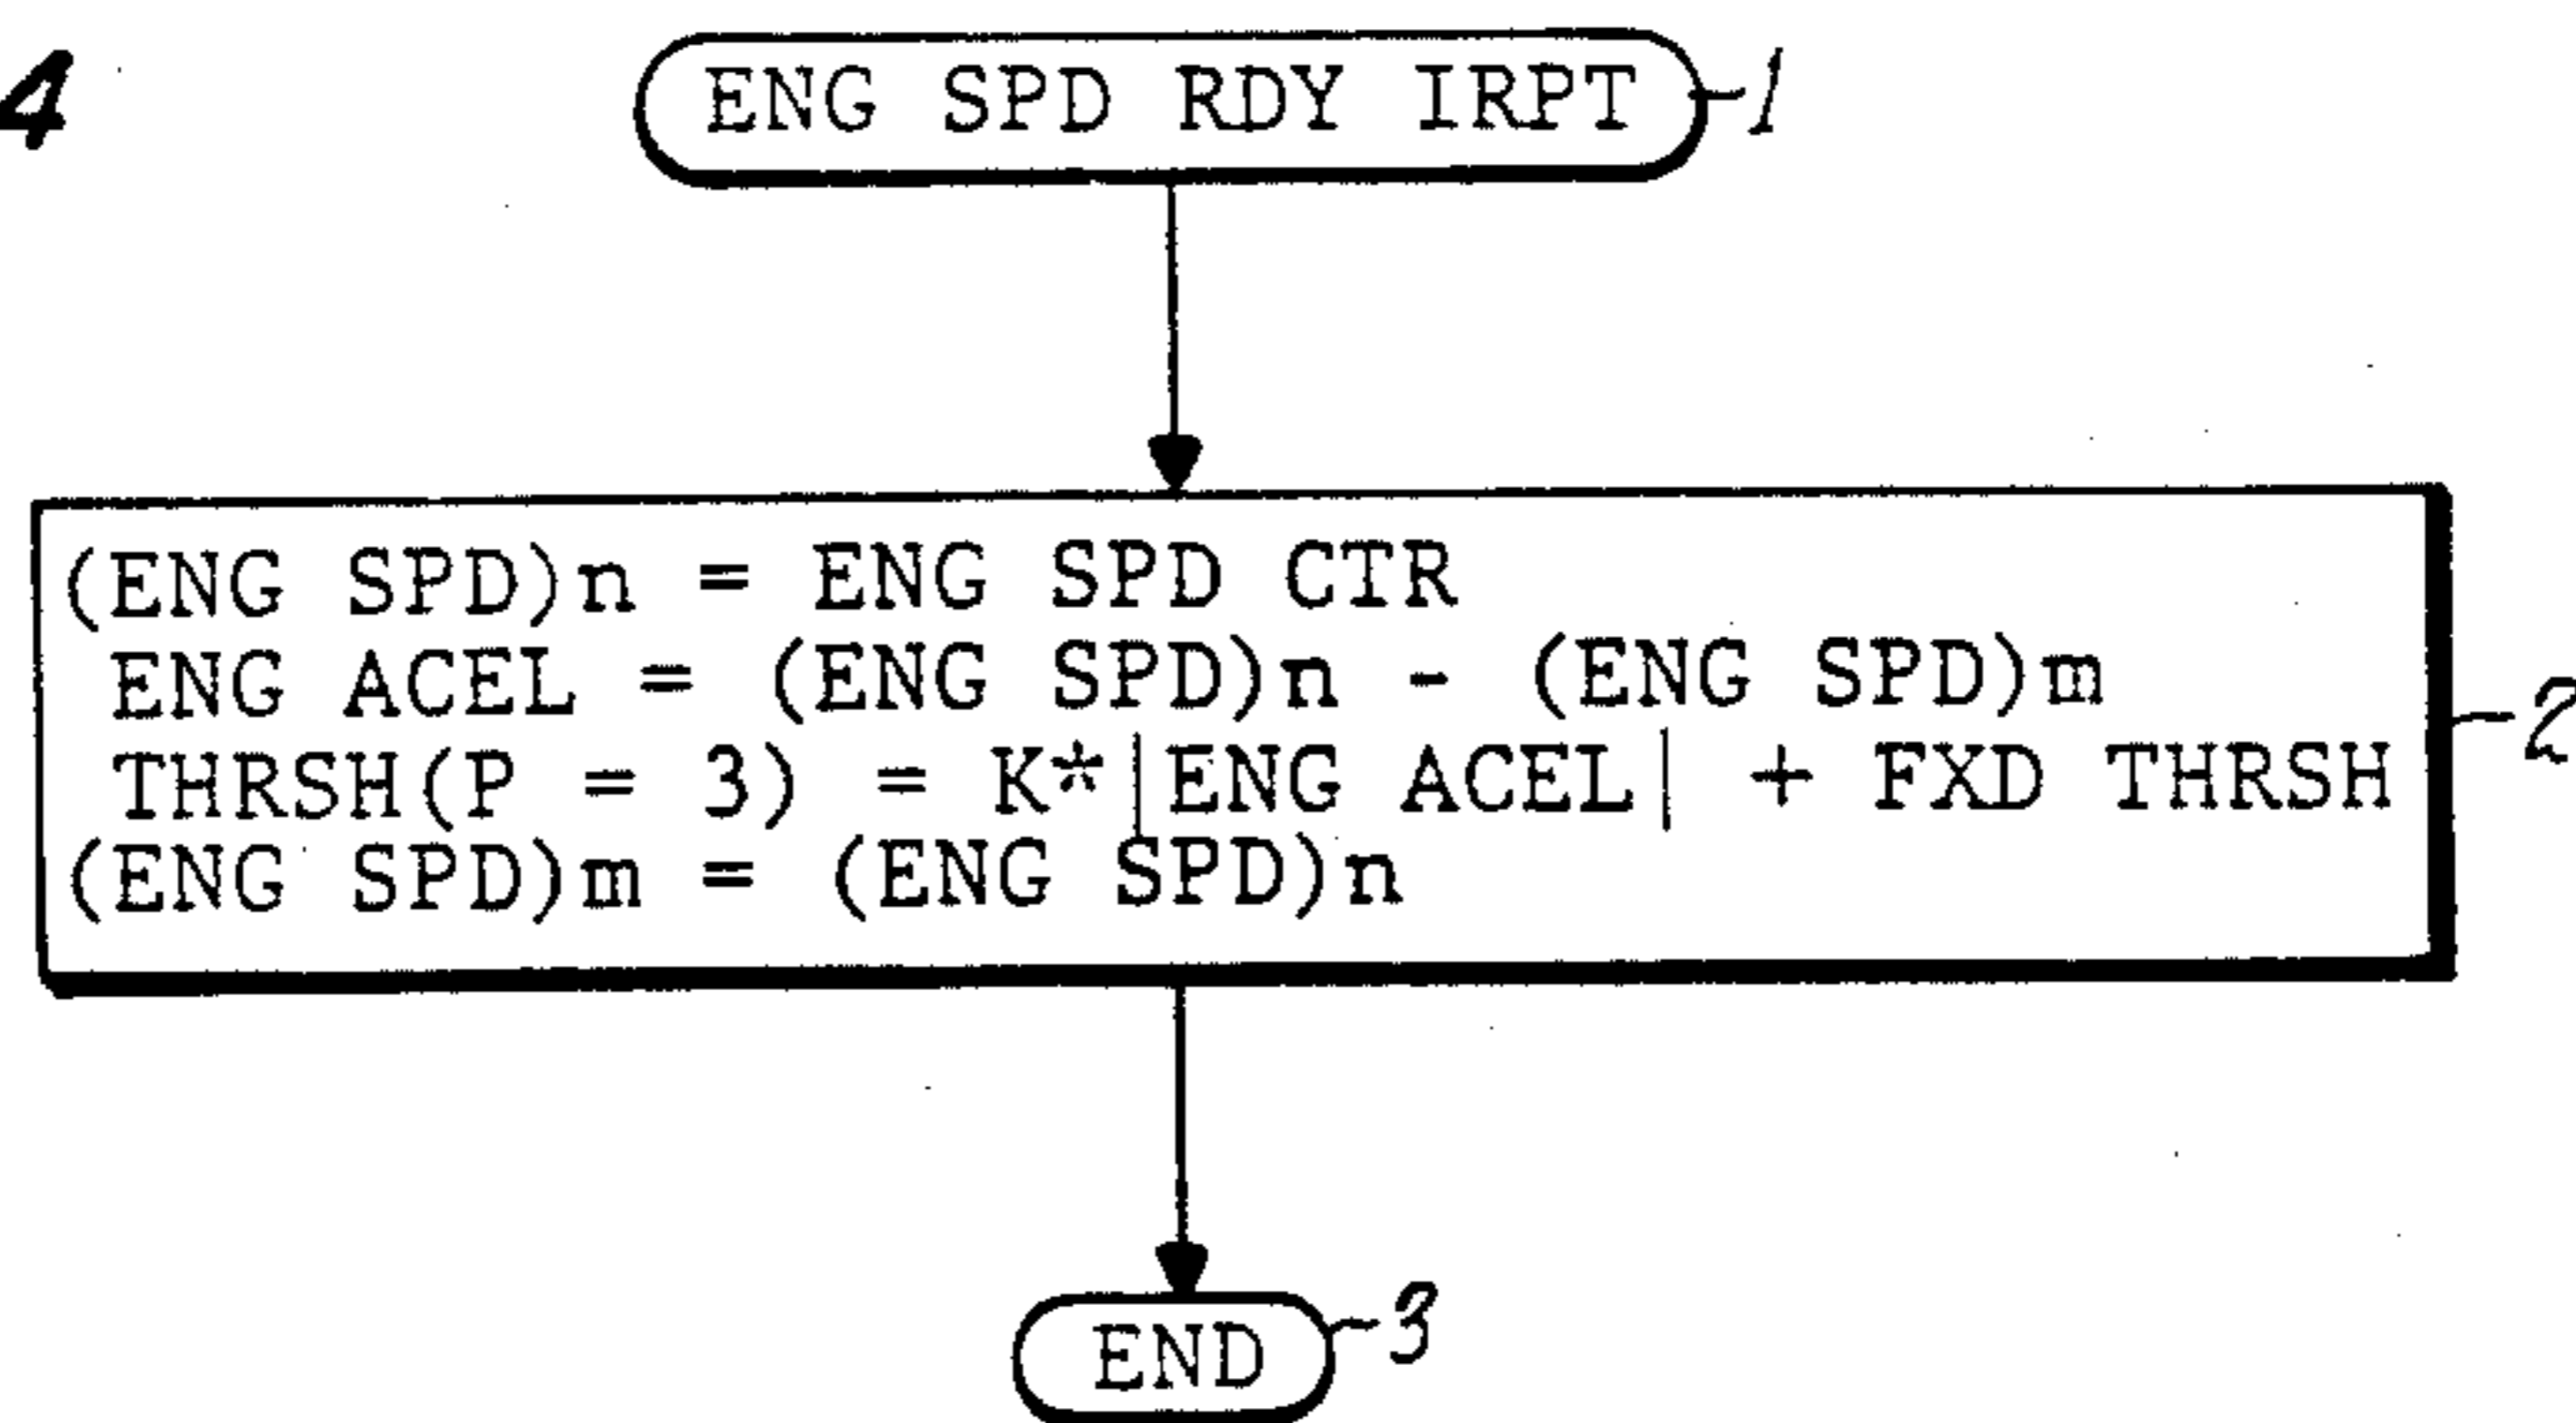 4
ENG SPD RDY IRPT
1
(ENG SPD)n = ENG SPD CTR
ENG ACEL = (ENG SPD)n - (ENG SPD)m
THRSH(P = 3) = K*|ENG ACEL| + FXD THRSH
(ENG SPD)m = (ENG SPD)n
2
END
3